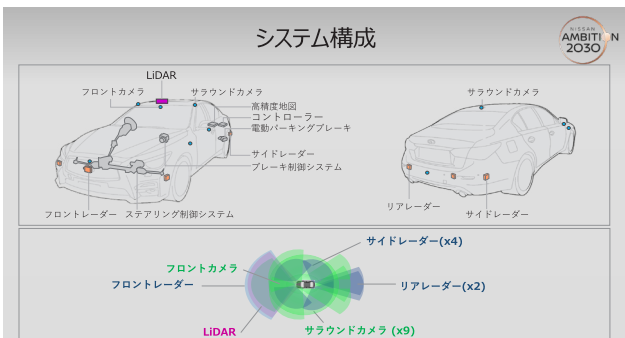 システム構成
NISSAN
AMBITION
2030
LiDAR
フロントカメラ
サラウンドカメラ
高精度地図
コントローラー
電動パーキングブレーキ
サイドレーダー
ブレーキ制御システム
フロントレーダー
ステアリング制御システム
サラウンドカメラ
リアレーダー
サイドレーダー
サイドレーダー(x4)
フロントカメラ
フロントレーダー
リアレーダー(x2)
LiDAR
サラウンドカメラ (x9)